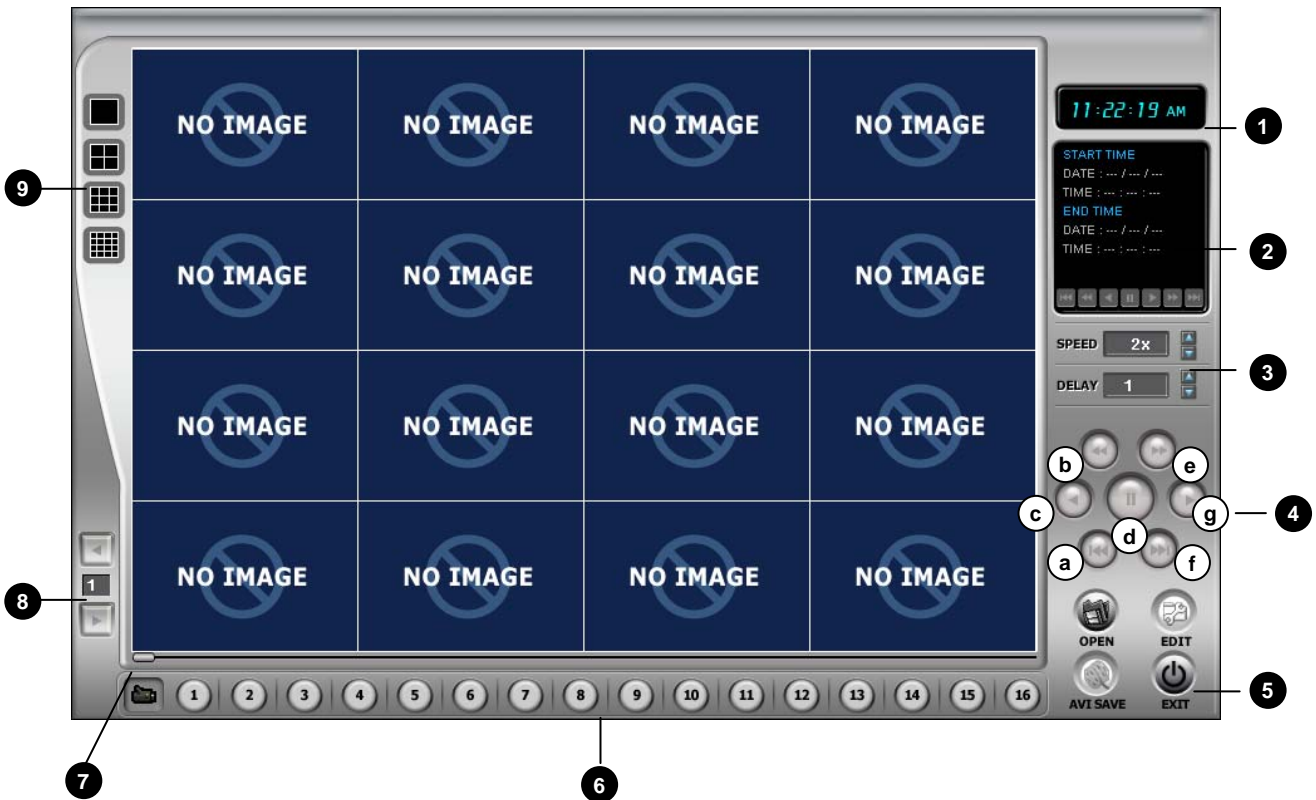 11:22:19 AM
1
START TIME
DATE : --- / --- / ---
TIME : --- : --- : ---
END TIME
DATE : --- / --- / ---
TIME : --- : --- : ---
2
SPEED 2x
DELAY 1
3
NO IMAGE NO IMAGE NO IMAGE NO IMAGE
NO IMAGE NO IMAGE NO IMAGE NO IMAGE
NO IMAGE NO IMAGE NO IMAGE NO IMAGE
NO IMAGE NO IMAGE NO IMAGE NO IMAGE
9
b e
c g 4
d
a f
1
8
OPEN EDIT
AVI SAVE EXIT
5
1 2 3 4 5 6 7 8 9 10 11 12 13 14 15 16
7 6